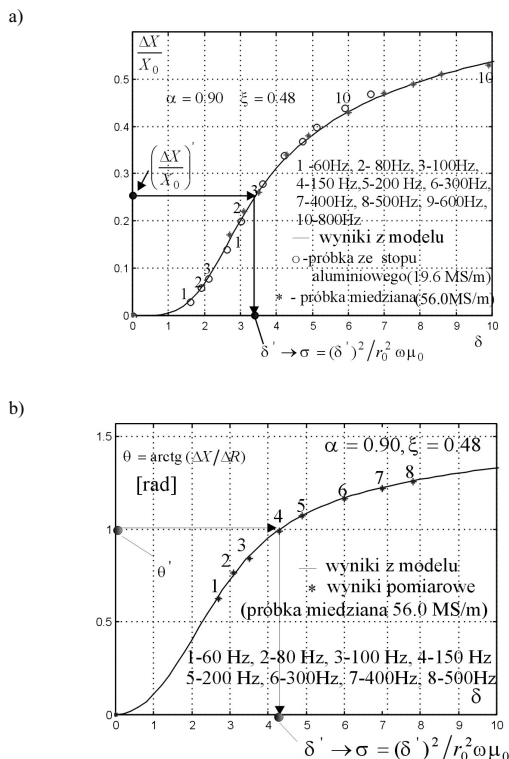 a)
ΔX/X₀
0.5
0.4
0.3
0.2
0.1
0
α = 0.90 ξ = 0.48
(ΔX/X₀)'
10
10
3
2
1
3
2
1
1 -60Hz, 2- 80Hz, 3-100Hz,
4-150 Hz,5-200 Hz, 6-300Hz,
7-400Hz, 8-500Hz, 9-600Hz,
10-800Hz
— wyniki z modelu
○ -próbka ze stopu
aluminiowego(19.6 MS/m)
* - próbka miedziana(56.0MS/m)
0 1 2 3 4 5 6 7 8 9 10
δ
δ' → σ = (δ')²/r₀² ωμ₀
b)
1.5
1
0.5
0
θ = arctg (ΔX/ΔR)
[rad]
α = 0.90, ξ = 0.48
θ'
1
2
3
4
5
6
7
8
— wyniki z modelu
* wyniki pomiarowe
(próbka miedziana 56.0 MS/m)
1-60 Hz, 2-80 Hz, 3-100 Hz, 4-150 Hz
5-200 Hz, 6-300Hz, 7-400Hz, 8-500Hz
δ
0 1 2 3 4 5 6 7 8 9 10
δ' → σ = (δ')²/r₀²ωμ₀